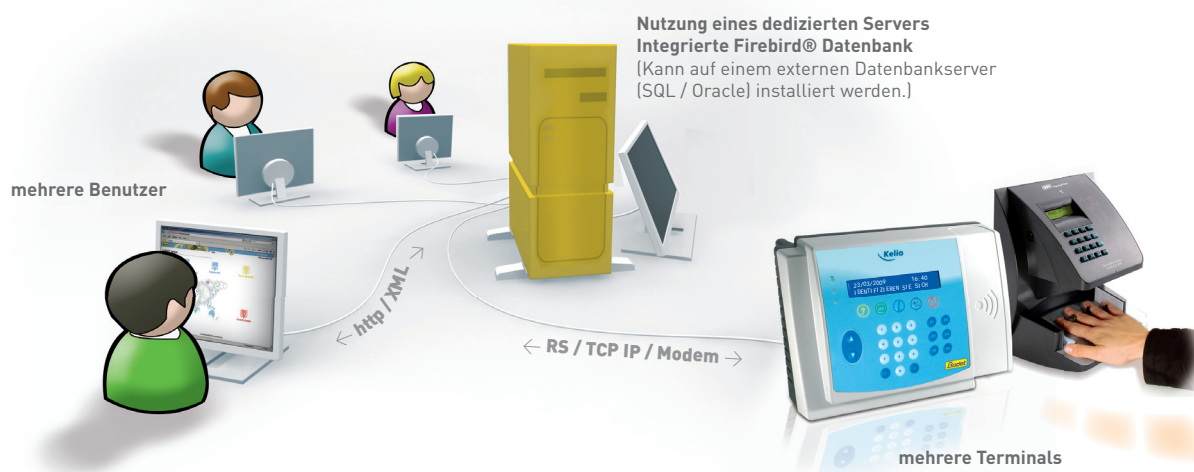 Nutzung eines dedizierten Servers
Integrierte Firebird® Datenbank
(Kann auf einem externen Datenbankserver
(SQL / Oracle) installiert werden.)
mehrere Benutzer
http / XML
RS / TCP IP / Modem
Kelio
23/03/2009 16:40
IDENTIFIZIEREN SIE SICH
Bodet
mehrere Terminals